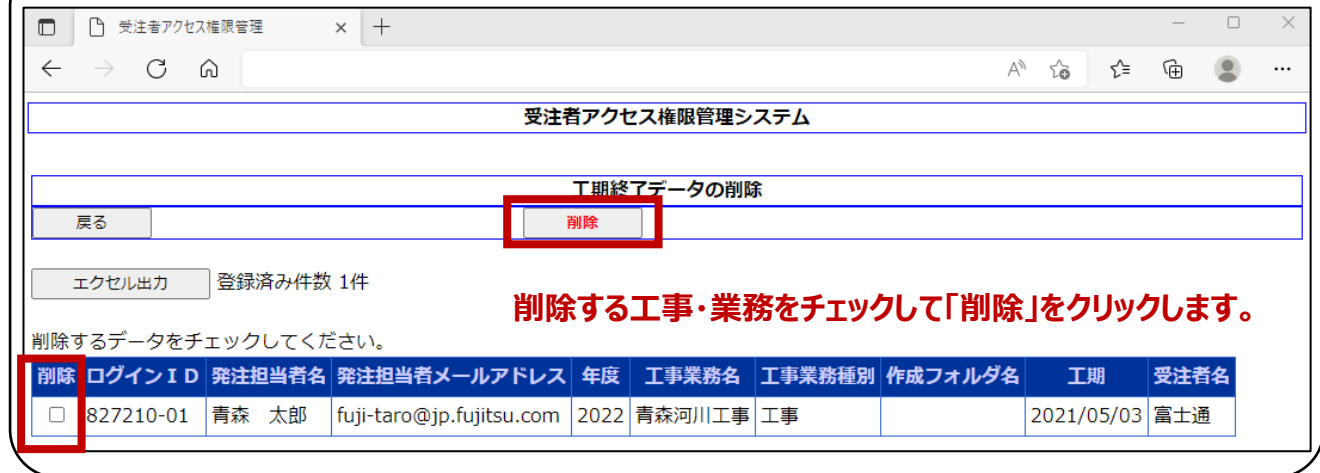 受注者アクセス権限管理
受注者アクセス権限管理システム
工期終了データの削除
戻る 削除
エクセル出力 登録済み件数 1件
削除する工事・業務をチェックして「削除」をクリックします。
削除するデータをチェックしてください。
削除 ログインＩＤ 発注担当者名 発注担当者メールアドレス 年度 工事業務名 工事業務種別 作成フォルダ名 工期 受注者名
827210-01 青森　太郎 fuji-taro@jp.fujitsu.com 2022 青森河川工事 工事 2021/05/03 富士通